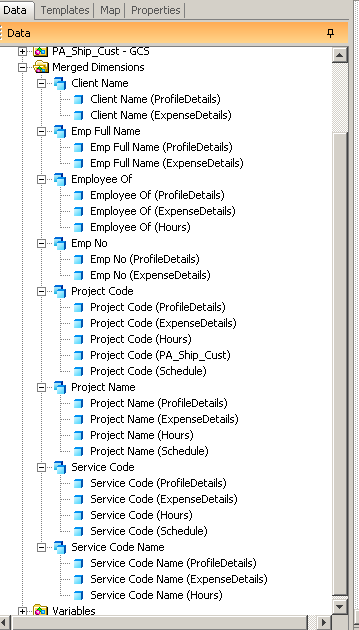 Data Templates Map Properties
Data
PA_Ship_Cust - GCS
Merged Dimensions
Client Name
Client Name (ProfileDetails)
Client Name (ExpenseDetails)
Emp Full Name
Emp Full Name (ProfileDetails)
Emp Full Name (ExpenseDetails)
Employee Of
Employee Of (ProfileDetails)
Employee Of (ExpenseDetails)
Employee Of (Hours)
Emp No
Emp No (ProfileDetails)
Emp No (ExpenseDetails)
Project Code
Project Code (ProfileDetails)
Project Code (ExpenseDetails)
Project Code (Hours)
Project Code (PA_Ship_Cust)
Project Code (Schedule)
Project Name
Project Name (ProfileDetails)
Project Name (ExpenseDetails)
Project Name (Hours)
Project Name (Schedule)
Service Code
Service Code (ProfileDetails)
Service Code (ExpenseDetails)
Service Code (Hours)
Service Code (Schedule)
Service Code Name
Service Code Name (ProfileDetails)
Service Code Name (ExpenseDetails)
Service Code Name (Hours)
Variables